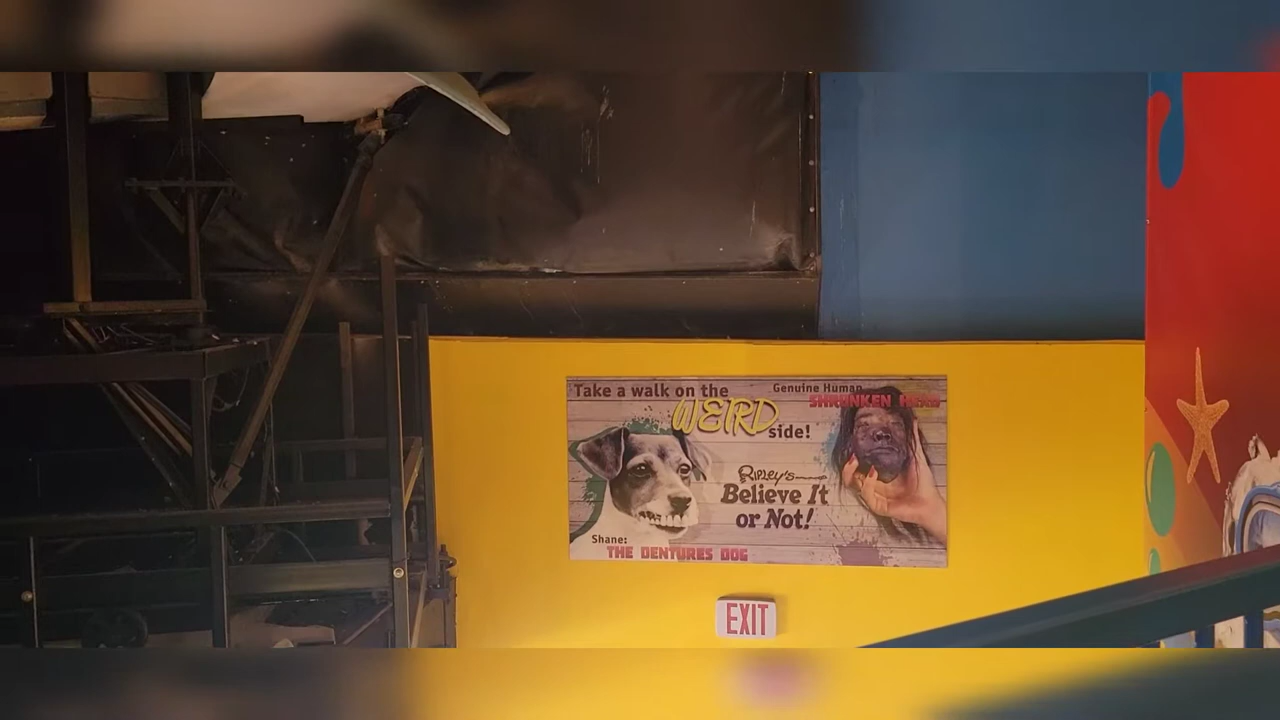 Take a walk on the
WEIRD
side!
Genuine Human
SHRUNKEN HEAD
Ripley's
Believe It
or Not!
Shane:
THE DENTURES DOG
EXIT